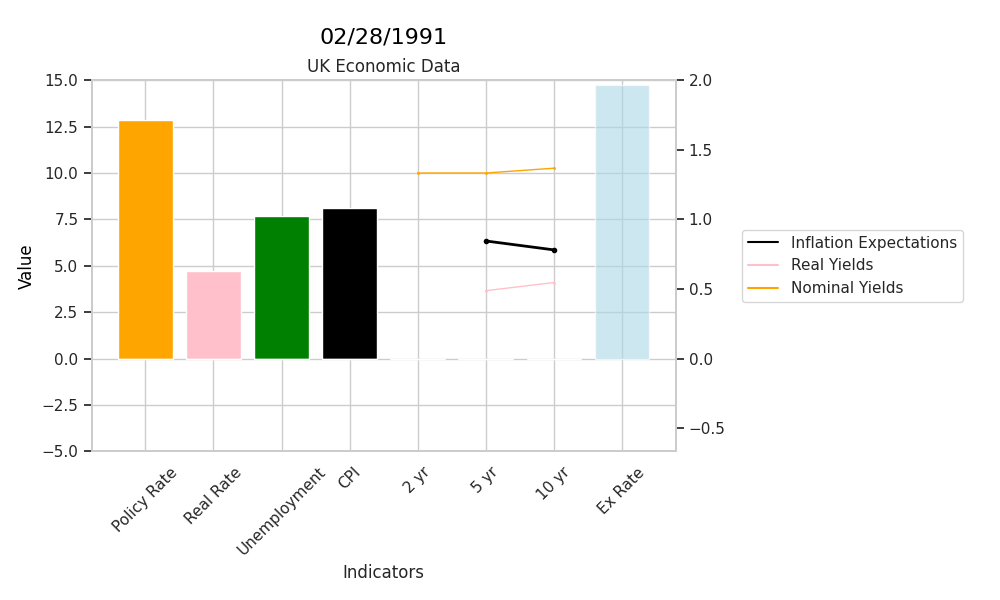 02/28/1991
UK Economic Data
15.0
12.5
10.0
7.5
5.0
2.5
0.0
−2.5
−5.0
Value
2.0
1.5
1.0
0.5
0.0
−0.5
Policy Rate
Real Rate
Unemployment
CPI
2 yr
5 yr
10 yr
Ex Rate
Indicators
Inflation Expectations
Real Yields
Nominal Yields